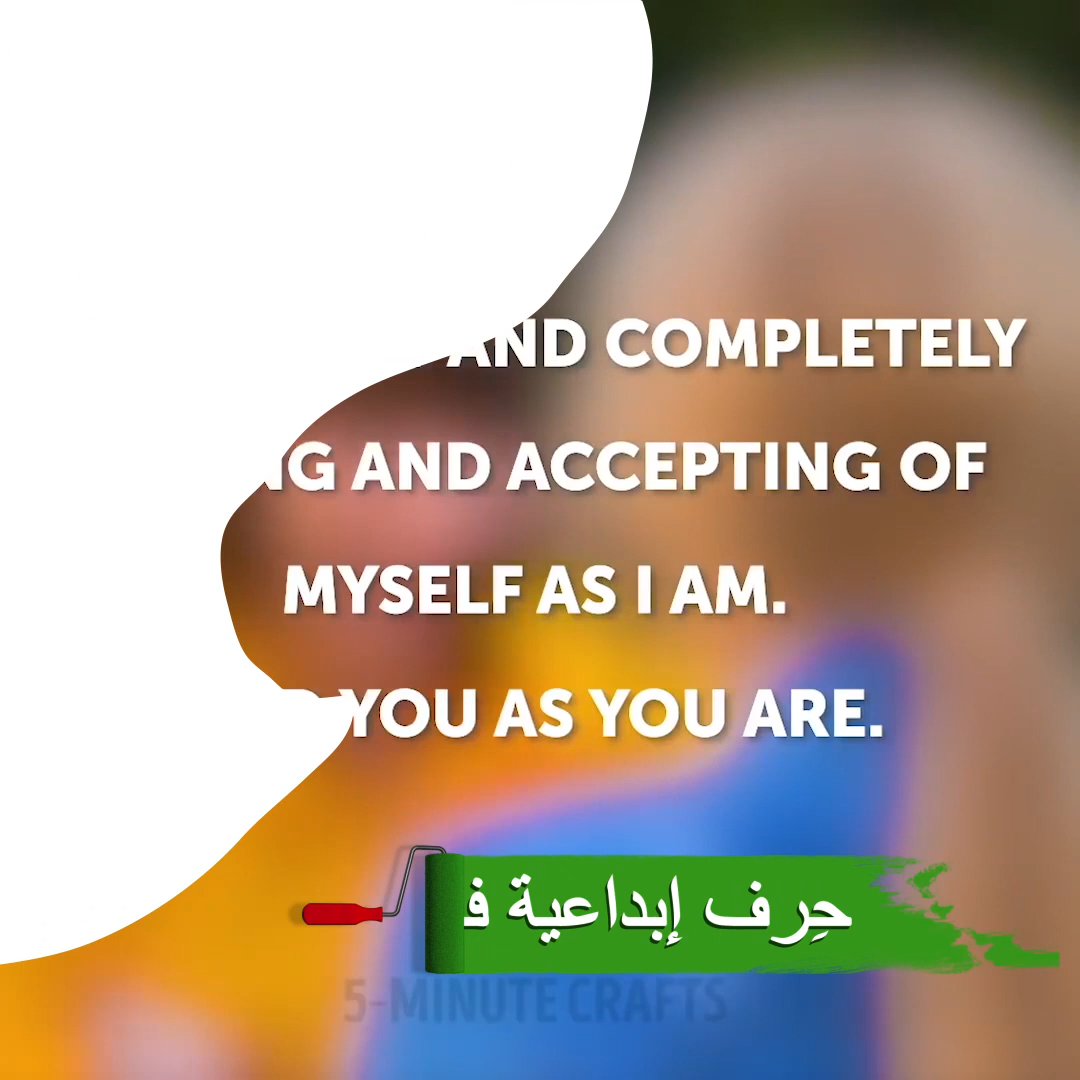 AND COMPLETELY
AND ACCEPTING OF
MYSELF AS I AM.
YOU AS YOU ARE.
حِرف إبداعية
5-MINUTE CRAFTS